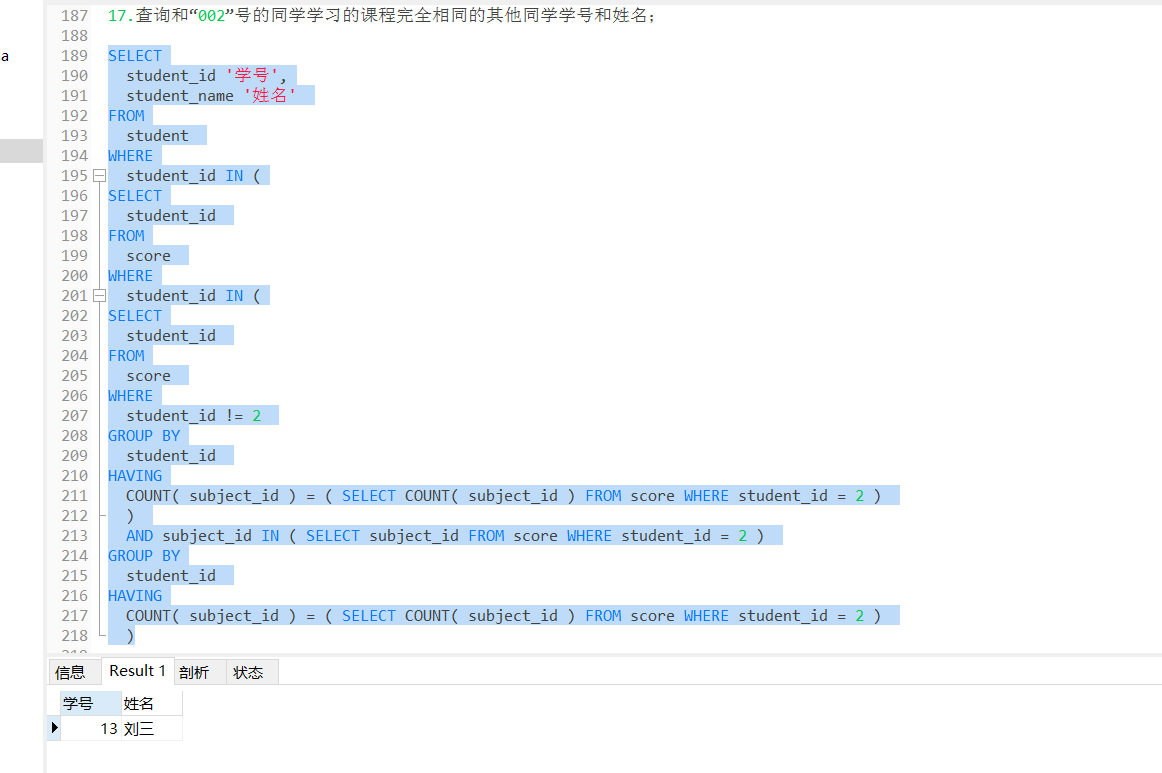 a
187 17.查询和“002”号的同学学习的课程完全相同的其他同学学号和姓名;
188
189 SELECT
190 student_id '学号',
191 student_name '姓名'
192 FROM
193 student
194 WHERE
195 student_id IN (
196 SELECT
197 student_id
198 FROM
199 score
200 WHERE
201 student_id IN (
202 SELECT
203 student_id
204 FROM
205 score
206 WHERE
207 student_id != 2
208 GROUP BY
209 student_id
210 HAVING
211 COUNT( subject_id ) = ( SELECT COUNT( subject_id ) FROM score WHERE student_id = 2 )
212 )
213 AND subject_id IN ( SELECT subject_id FROM score WHERE student_id = 2 )
214 GROUP BY
215 student_id
216 HAVING
217 COUNT( subject_id ) = ( SELECT COUNT( subject_id ) FROM score WHERE student_id = 2 )
218 )
信息 Result 1 剖析 状态
学号 姓名
13 刘三